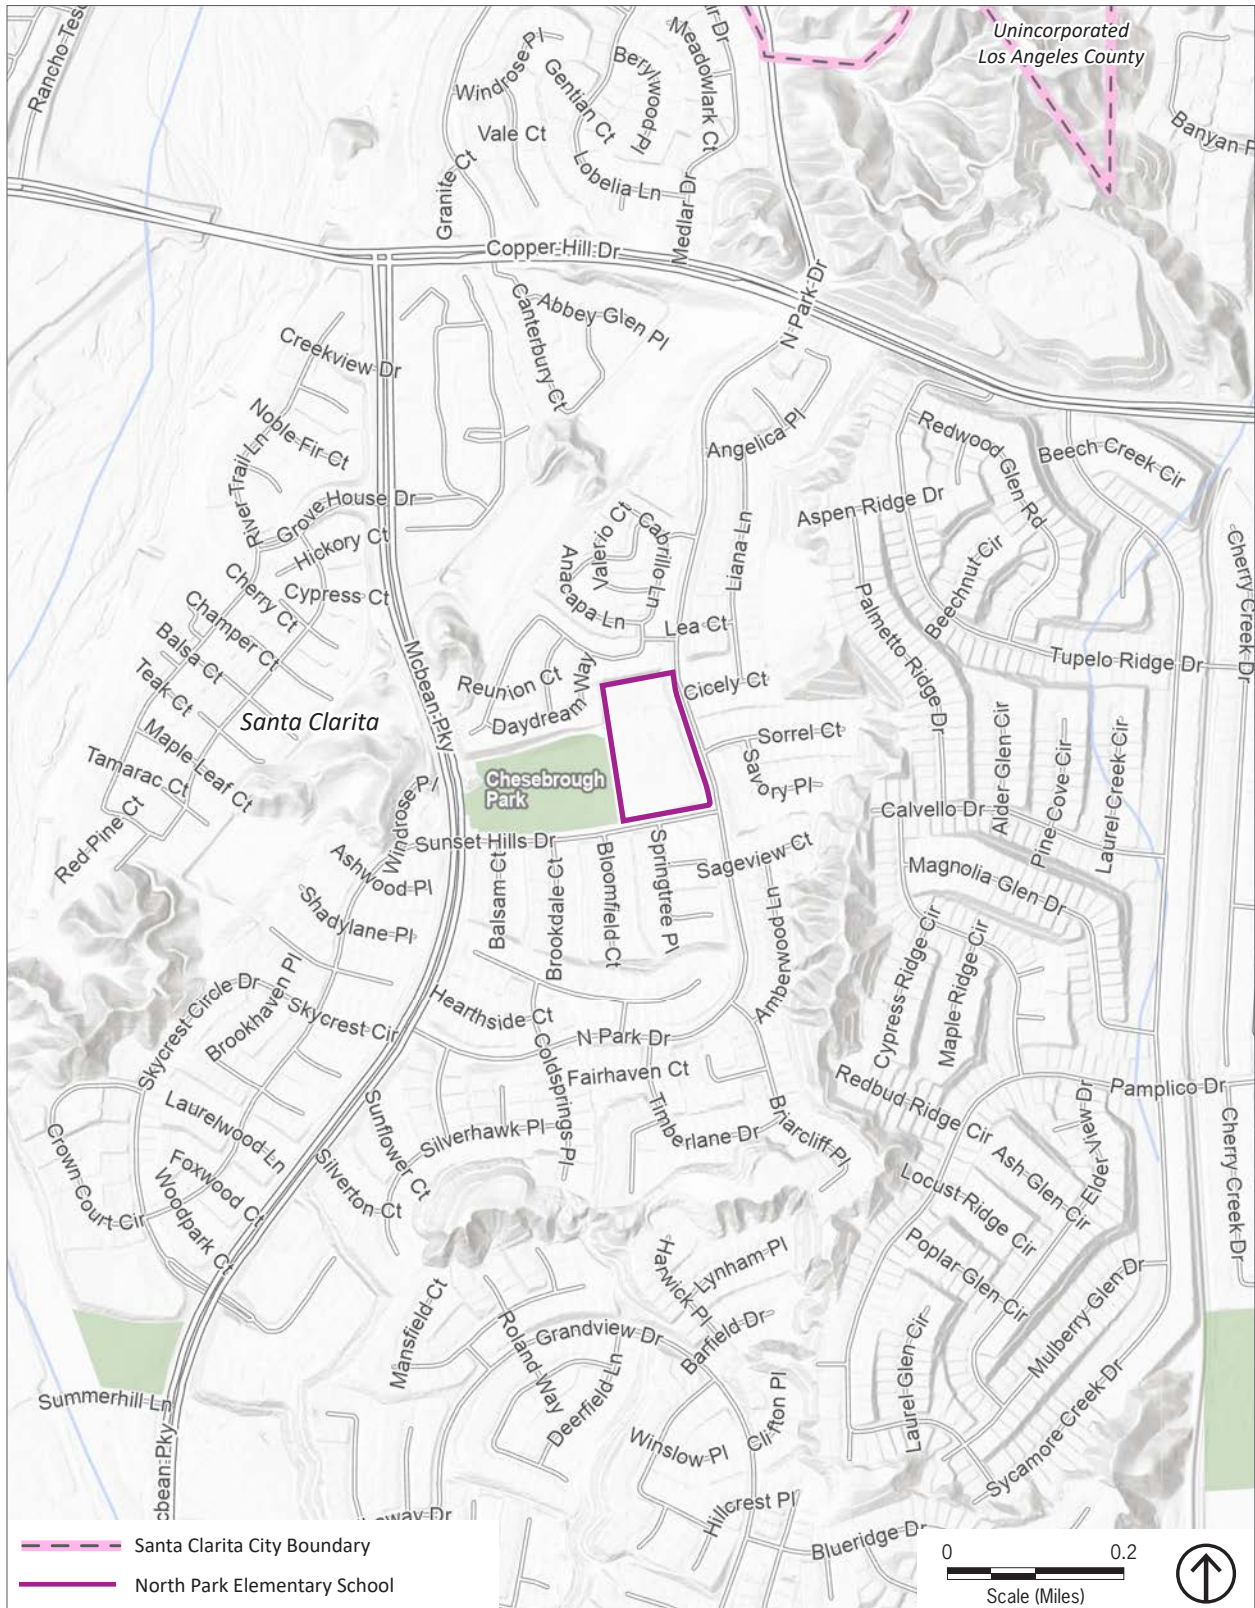 Unincorporated
Los Angeles County
Rancho Tes
Windrose Pl
Gentian Ct
Berylwood Pl
Meadowlark Ct
ir Dr
Vale Ct
Lobelia Ln
Granite Ct
Medlar Dr
Banyan P
Copper Hill Dr
N Park Dr
Canterbury Ct
Abbey Glen Pl
Creekview Dr
Noble Fir Ct
River Trail Ln
Grove House Dr
Hickory Ct
Cypress Ct
Cherry Ct
Champer Ct
Balsa Ct
Teak Ct
Maple Leaf Ct
Tamarac Ct
Red Pine Ct
Santa Clarita
Mcbean Pky
Angelica Pl
Liana Ln
Valerio Ct
Cabrillo Ln
Anacapa Ln
Lea Ct
Reunion Ct
Daydream Way
Cicely Ct
Sorrel Ct
Savory Pl
Chesebrough
Park
Redwood Glen Rd
Beech Creek Cir
Aspen Ridge Dr
Beechnut Cir
Palmetto Ridge Dr
Tupelo Ridge Dr
Cherry Creek Dr
Alder Glen Cir
Pine Cove Cir
Laurel Creek Cir
Calvello Dr
Magnolia Glen Dr
Windrose Pl
Sunset Hills Dr
Ashwood Pl
Shadylane Pl
Balsam Ct
Brookdale Ct
Bloomfield Ct
Springtree Pl
Sageview Ct
Amberwood Ln
Cypress Ridge Cir
Maple Ridge Cir
Skycrest Circle Dr
Brookhaven Pl
Skycrest Cir
Hearthside Ct
Coldsprings Pl
N Park Dr
Fairhaven Ct
Timberlane Dr
Briarcliff Pl
Redbud Ridge Cir
Pamplico Dr
Elder View Dr
Ash Glen Cir
Locust Ridge Cir
Poplar Glen Cir
Cherry Creek Dr
Laurelwood Ln
Foxwood Ct
Woodpark Ct
Crown Court Cir
Sunflower Ct
Silverhawk Pl
Silverton Ct
Harwick Pl
Lynham Pl
Barfield Dr
Mansfield Ct
Roland Way
Grandview Dr
Deerfield Ln
Winslow Pl
Clifton Pl
Hillcrest Pl
Blueridge Dr
Laurel Glen Cir
Mulberry Glen Dr
Sycamore Creek Dr
Summerhill Ln
cbean Pky
way Dr
Santa Clarita City Boundary
North Park Elementary School
0 0.2
Scale (Miles)